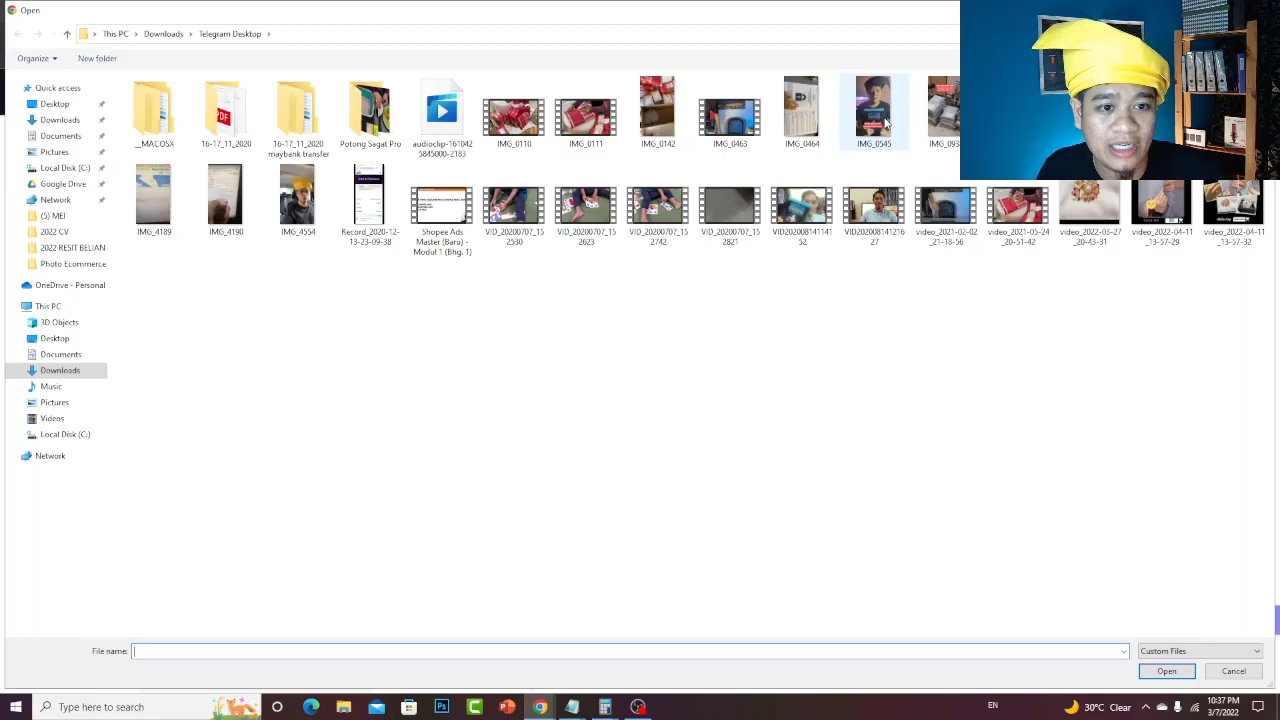 Open
This PC
Downloads
Telegram Desktop
Organize
New folder
Quick access
Desktop
Downloads
Documents
Pictures
Local Disk (C:)
Google Drive
Network
(5) MEI
2022 CV
2022 RESIT BELIAN
Photo Ecommerce
OneDrive - Personal
This PC
3D Objects
Desktop
Documents
Downloads
Music
Pictures
Videos
Local Disk (C:)
Network
PDF
__MACOSX
16-17_11_2020
16-17_11_2020
maybank transfer
Potong Sagat Pro
audioclip-161042
5845000-2183
IMG_0110
IMG_0111
IMG_0142
IMG_0463
IMG_0464
IMG_0545
IMG_4189
IMG_4190
IMG_4554
Record_2020-12-
13-23-09-38
Shopee Ads
Master (Baru) -
Modul 1 (Bhg. 1)
VID_20200707_15
2530
VID_20200707_15
2623
VID_20200707_15
2742
VID_20200707_15
2821
VID202008141141
52
VID202008141216
27
video_2021-02-02
_21-18-56
video_2021-05-24
_20-51-42
video_2022-03-27
_20-43-31
video_2022-04-11
_13-57-29
video_2022-04-11
_13-57-32
File name:
Custom Files
Open
Cancel
Type here to search
Ps
EN
30°C Clear
10:37 PM
3/7/2022